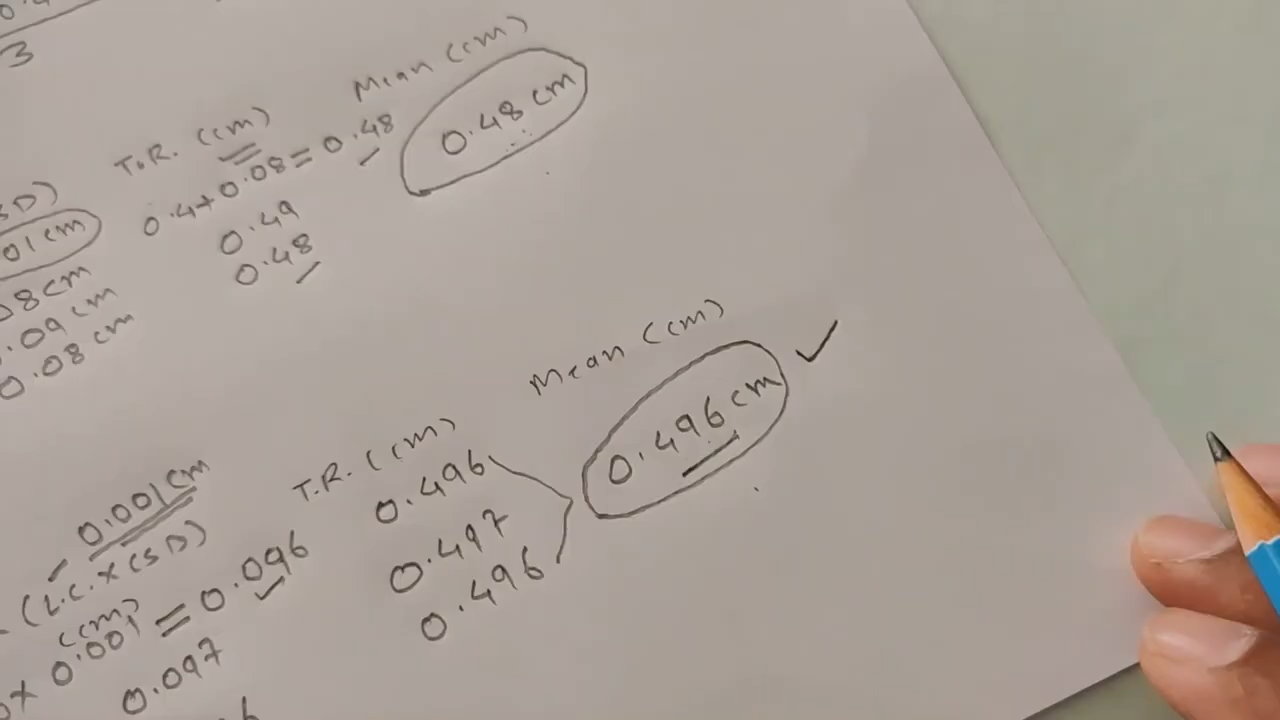 3
Mean (cm)
T.R. (cm)
0.48 cm
0.4+0.08=0.48
SD)
01 cm
0.49
0.48
8cm
.09 cm
0.08 cm
Mean (cm)
0.496 cm
T.R. (cm)
0.001 cm
0.496
(L.C.×(SD)
0.497
(cm)
× 0.001 = 0.096
0.496
0.097